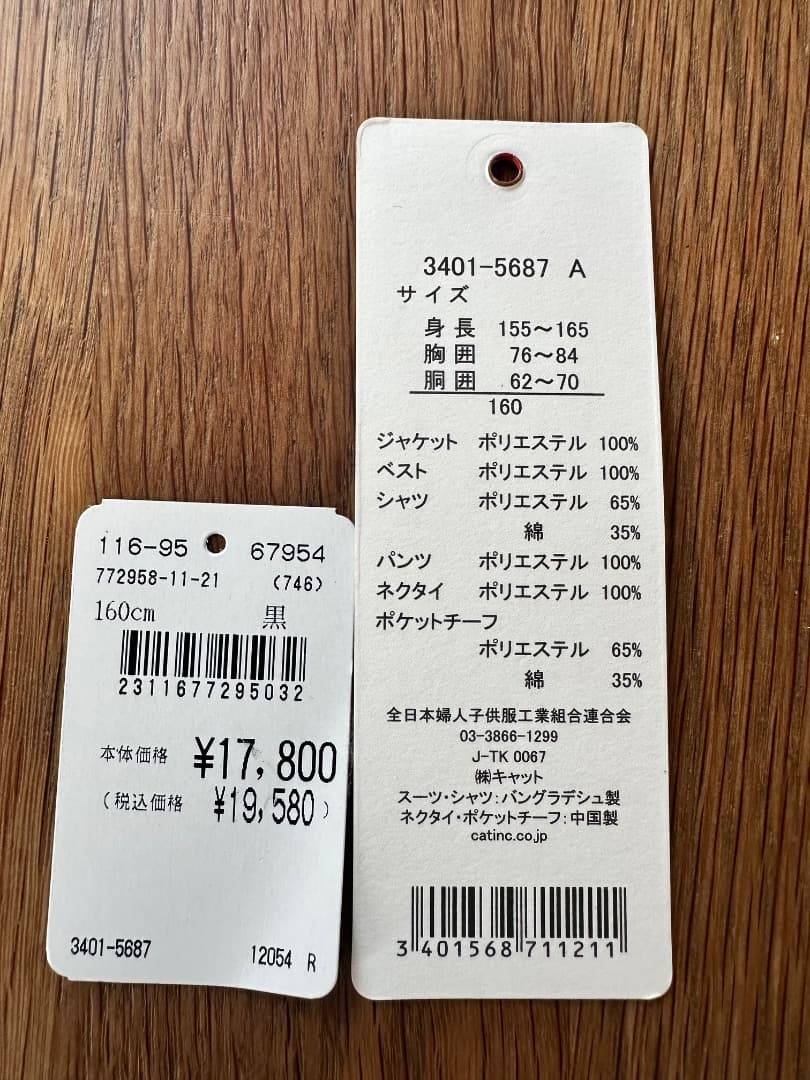 116-95 67954
772958-11-21 (746)
160cm 黒
2311677295032
本体価格 ¥17,800
(税込価格 ¥19,580)
3401-5687 12054 R
3401-5687 A
サイズ
身長 155～165
胸囲 76～84
胴囲 62～70
160
ジャケット ポリエステル 100%
ベスト ポリエステル 100%
シャツ ポリエステル 65%
綿 35%
パンツ ポリエステル 100%
ネクタイ ポリエステル 100%
ポケットチーフ
ポリエステル 65%
綿 35%
全日本婦人子供服工業組合連合会
03-3866-1299
J-TK 0067
㈱キャット
スーツ・シャツ：バングラデシュ製
ネクタイ・ポケットチーフ：中国製
catinc.co.jp
3 401568 711211